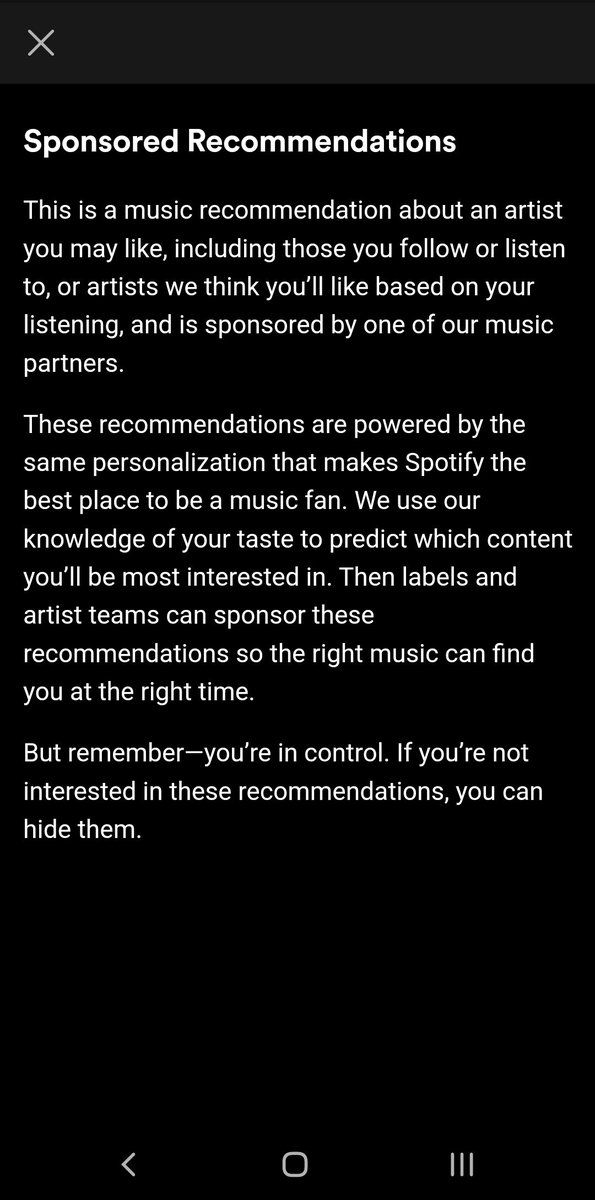 Sponsored Recommendations
This is a music recommendation about an artist
you may like, including those you follow or listen
to, or artists we think you’ll like based on your
listening, and is sponsored by one of our music
partners.
These recommendations are powered by the
same personalization that makes Spotify the
best place to be a music fan. We use our
knowledge of your taste to predict which content
you’ll be most interested in. Then labels and
artist teams can sponsor these
recommendations so the right music can find
you at the right time.
But remember—you’re in control. If you’re not
interested in these recommendations, you can
hide them.